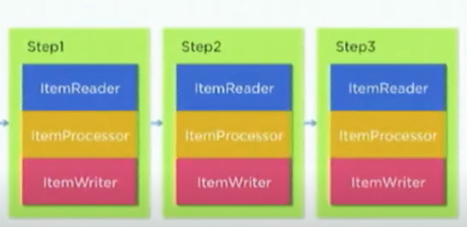 Step1
ItemReader
ItemProcessor
ItemWriter
Step2
ItemReader
ItemProcessor
ItemWriter
Step3
ItemReader
ItemProcessor
ItemWriter